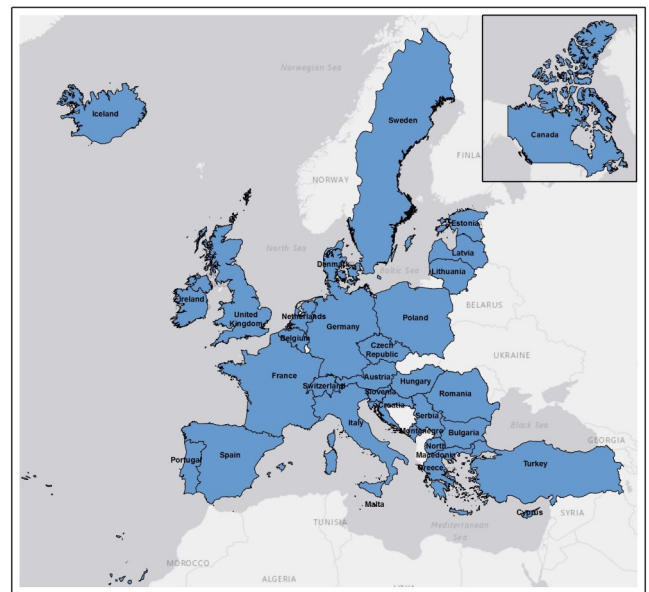 Norwegian Sea
Iceland
Sweden
Canada
FINLA
NORWAY
North Sea
Estonia
Latvia
Lithuania
Denmark
Baltic Sea
Ireland
United
Kingdom
Netherlands
Belgium
Germany
Poland
BELARUS
Czech
Republic
UKRAINE
France
Switzerland
Austria
Hungary
Slovenia
Romania
Croatia
Serbia
Italy
Montenegro
Bulgaria
Black Sea
GEORGIA
North
Macedonia
Greece
Portugal
Spain
Turkey
Malta
Cyprus
SYRIA
TUNISIA
Mediterranean
Sea
MOROCCO
ALGERIA